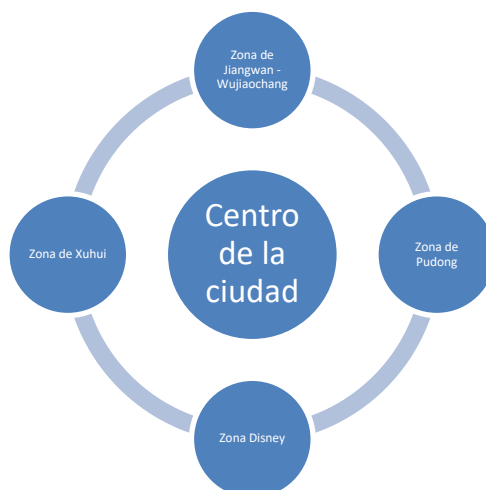 Zona de
Jiangwan -
Wujiaochang
Centro
de la
ciudad
Zona de Xuhui
Zona de
Pudong
Zona Disney